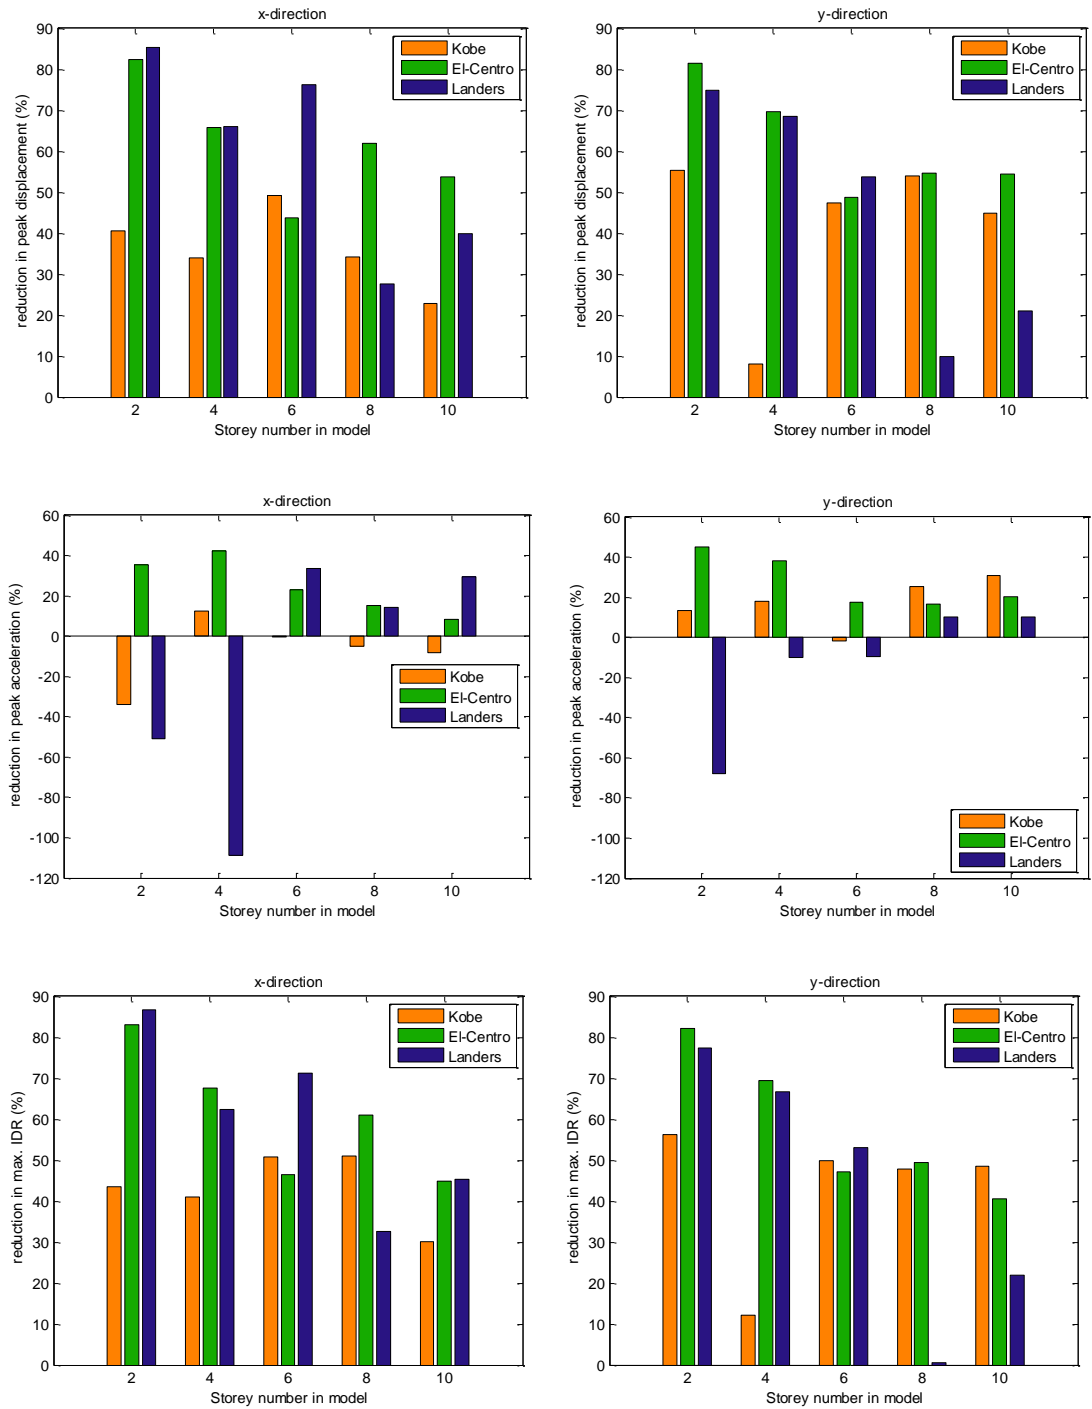 x-direction
90
80
70
60
50
40
30
20
10
0
reduction in peak displacement (%)
Kobe
El-Centro
Landers
2 4 6 8 10
Storey number in model
y-direction
90
80
70
60
50
40
30
20
10
0
reduction in peak displacement (%)
Kobe
El-Centro
Landers
2 4 6 8 10
Storey number in model
x-direction
60
40
20
0
-20
-40
-60
-80
-100
-120
reduction in peak acceleration (%)
Kobe
El-Centro
Landers
2 4 6 8 10
Storey number in model
y-direction
60
40
20
0
-20
-40
-60
-80
-100
-120
reduction in peak acceleration (%)
Kobe
El-Centro
Landers
2 4 6 8 10
Storey number in model
x-direction
90
80
70
60
50
40
30
20
10
0
reduction in max. IDR (%)
Kobe
El-Centro
Landers
2 4 6 8 10
Storey number in model
y-direction
90
80
70
60
50
40
30
20
10
0
reduction in max. IDR (%)
Kobe
El-Centro
Landers
2 4 6 8 10
Storey number in model